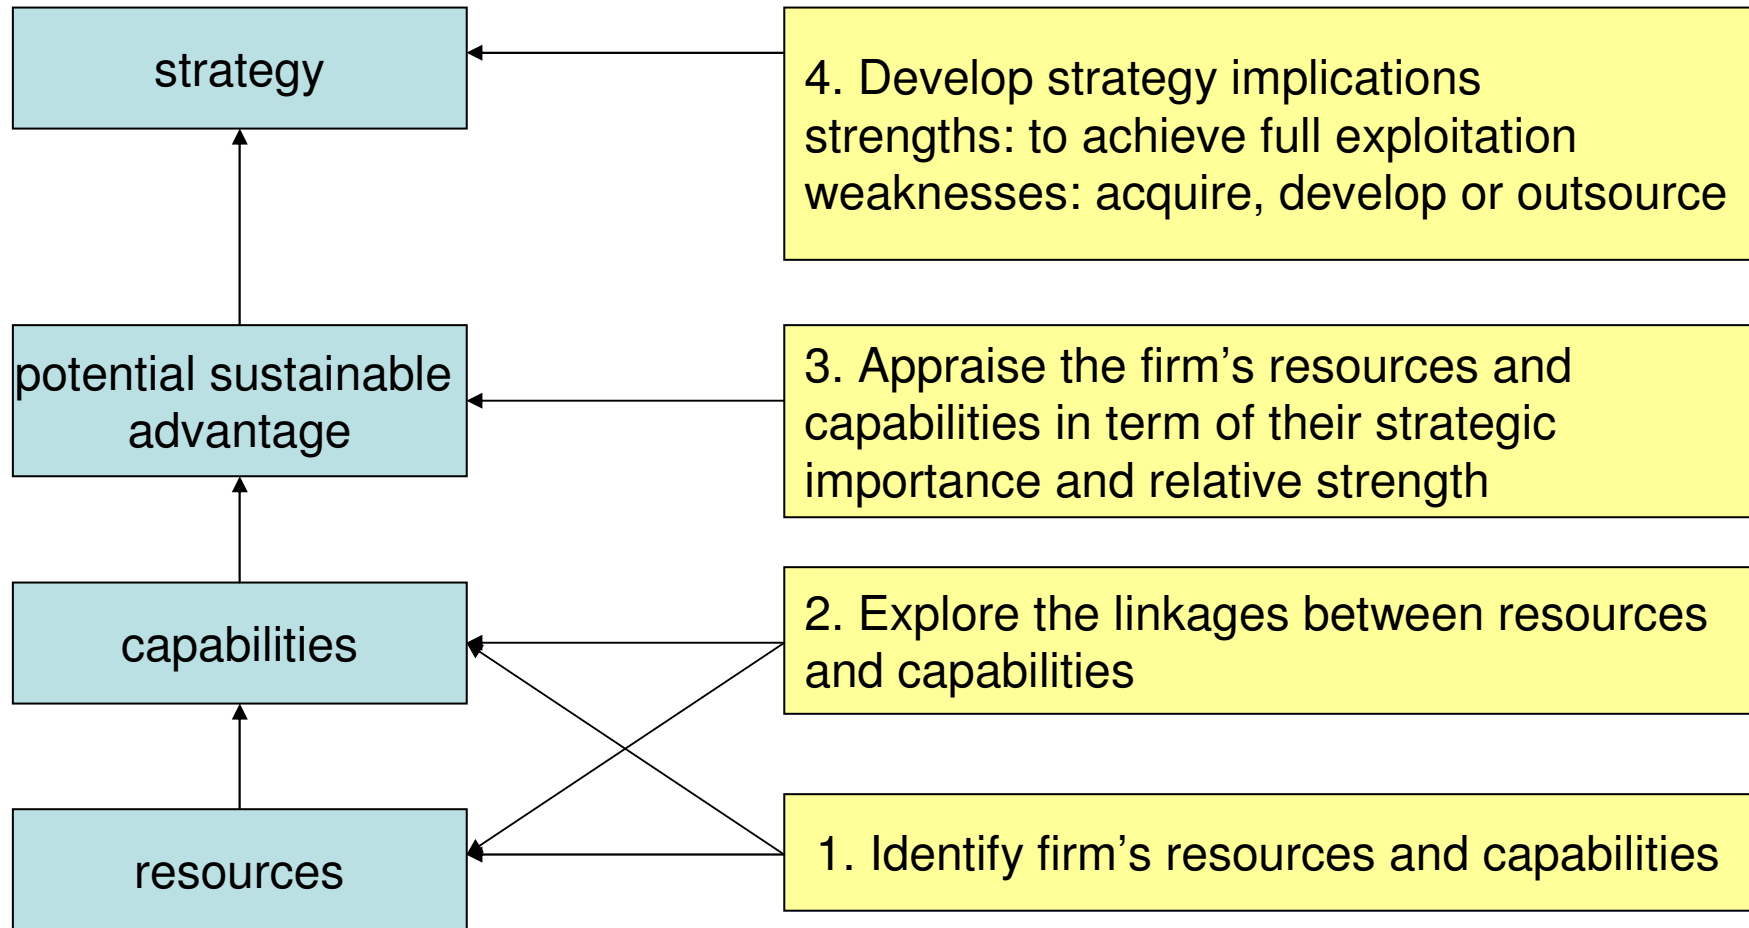 strategy
4. Develop strategy implications
strengths: to achieve full exploitation
weaknesses: acquire, develop or outsource
potential sustainable
advantage
3. Appraise the firm’s resources and
capabilities in term of their strategic
importance and relative strength
capabilities
2. Explore the linkages between resources
and capabilities
resources
1. Identify firm’s resources and capabilities